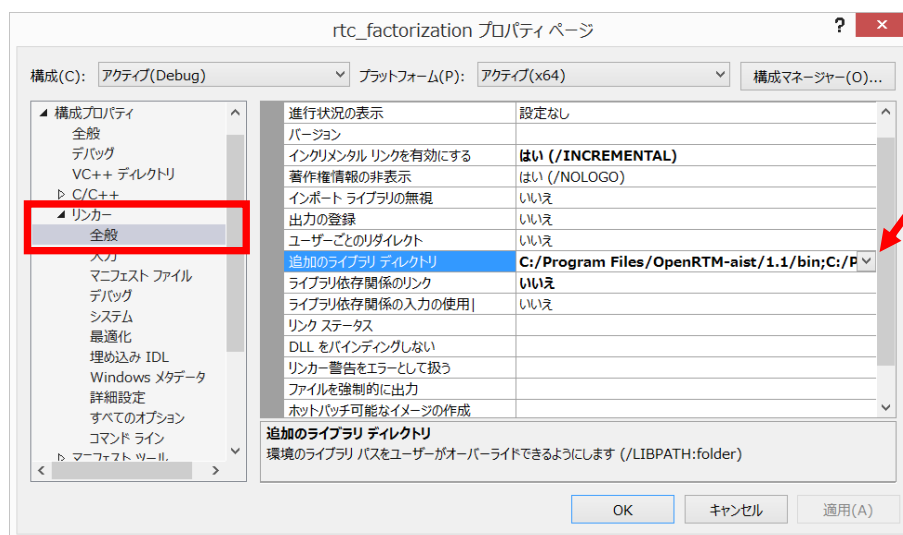 rtc_factorization プロパティ ページ
? ×
構成(C): アクティブ(Debug) プラットフォーム(P): アクティブ(x64) 構成マネージャー(O)...
構成プロパティ
全般
デバッグ
VC++ ディレクトリ
C/C++
リンカー
全般
入力
マニフェスト ファイル
デバッグ
システム
最適化
埋め込み IDL
Windows メタデータ
詳細設定
すべてのオプション
コマンド ライン
マニフェスト ツール
進行状況の表示 設定なし
バージョン
インクリメンタル リンクを有効にする はい (/INCREMENTAL)
著作権情報の非表示 はい (/NOLOGO)
インポート ライブラリの無視 いいえ
出力の登録 いいえ
ユーザーごとのリダイレクト いいえ
追加のライブラリ ディレクトリ C:/Program Files/OpenRTM-aist/1.1/bin;C:/P
ライブラリ依存関係のリンク いいえ
ライブラリ依存関係の入力の使用 いいえ
リンク ステータス
DLL をバインディングしない
リンカー警告をエラーとして扱う
ファイルを強制的に出力
ホットパッチ可能なイメージの作成
追加のライブラリ ディレクトリ
環境のライブラリ パスをユーザーがオーバーライドできるようにします (/LIBPATH:folder)
OK キャンセル 適用(A)